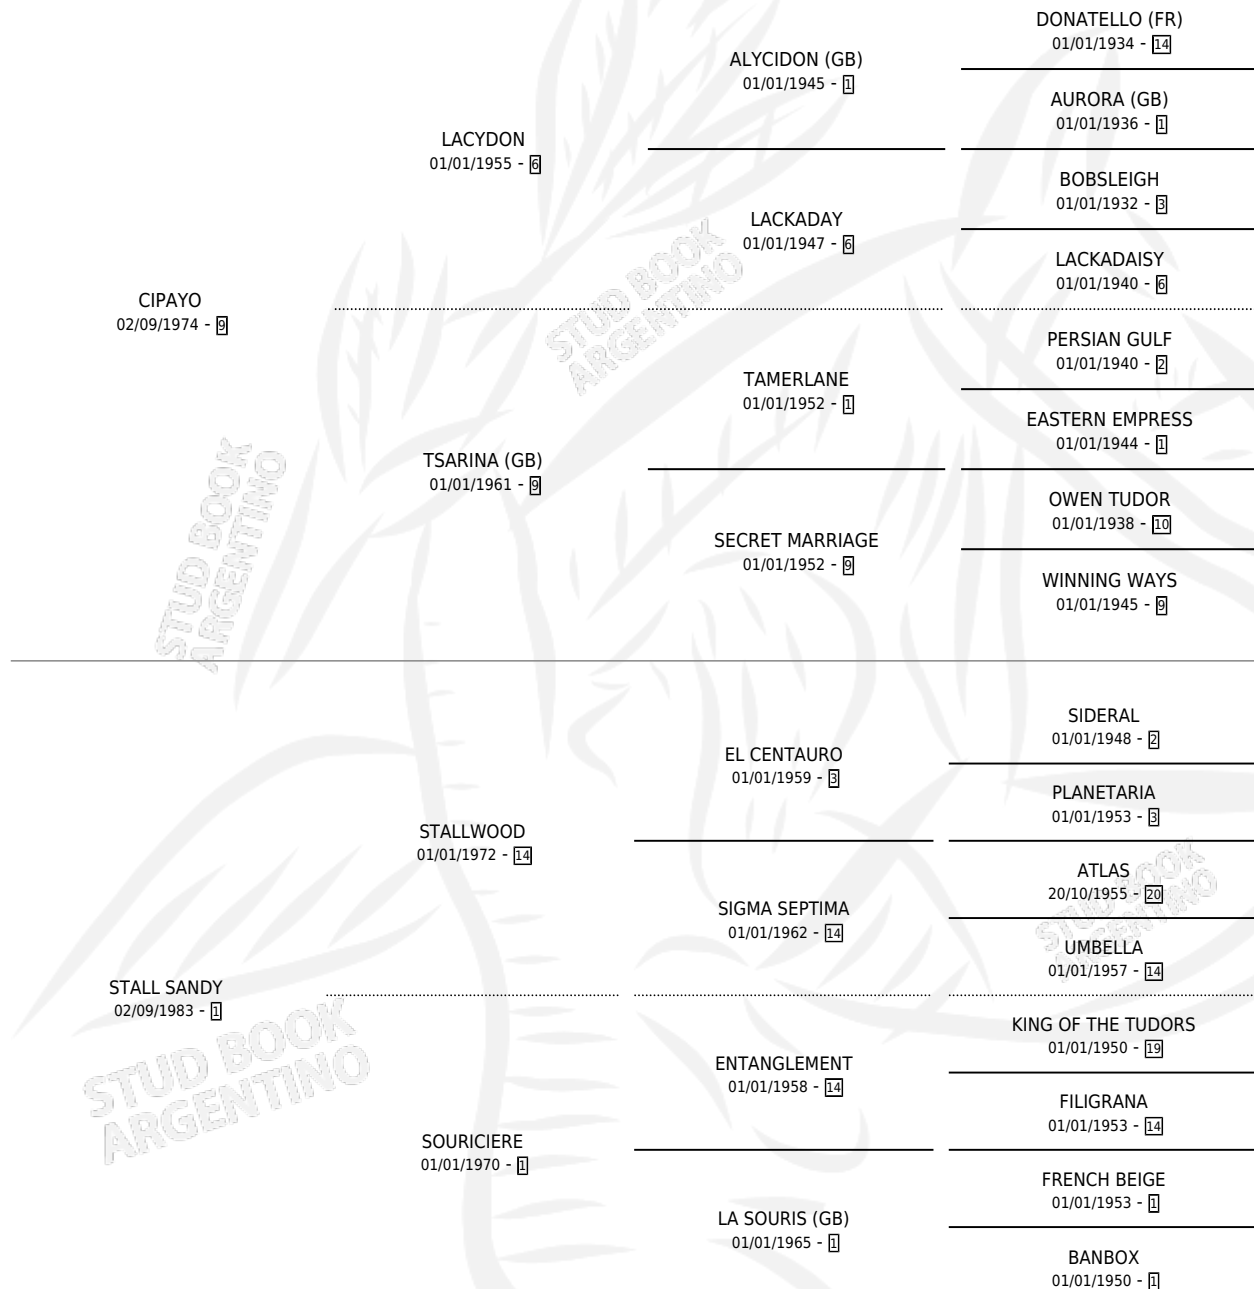 DONATELLO (FR)
01/01/1934 - 14
ALYCIDON (GB)
01/01/1945 - 1
AURORA (GB)
01/01/1936 - 1
LACYDON
01/01/1955 - 6
BOBSLEIGH
01/01/1932 - 3
LACKADAY
01/01/1947 - 6
LACKADAISY
01/01/1940 - 6
CIPAYO
02/09/1974 - 9
PERSIAN GULF
01/01/1940 - 2
TAMERLANE
01/01/1952 - 1
EASTERN EMPRESS
01/01/1944 - 1
TSARINA (GB)
01/01/1961 - 9
OWEN TUDOR
01/01/1938 - 10
SECRET MARRIAGE
01/01/1952 - 9
WINNING WAYS
01/01/1945 - 9
SIDERAL
01/01/1948 - 2
EL CENTAURO
01/01/1959 - 3
PLANETARIA
01/01/1953 - 3
STALLWOOD
01/01/1972 - 14
ATLAS
20/10/1955 - 20
SIGMA SEPTIMA
01/01/1962 - 14
UMBELLA
01/01/1957 - 14
STALL SANDY
02/09/1983 - 1
KING OF THE TUDORS
01/01/1950 - 19
ENTANGLEMENT
01/01/1958 - 14
FILIGRANA
01/01/1953 - 14
SOURICIERE
01/01/1970 - 1
FRENCH BEIGE
01/01/1953 - 1
LA SOURIS (GB)
01/01/1965 - 1
BANBOX
01/01/1950 - 1
STUD BOOK
ARGENTINO
STUD BOOK
ARGENTINO
STUD BOOK
ARGENTINO
STUD BOOK
ARGENTINO